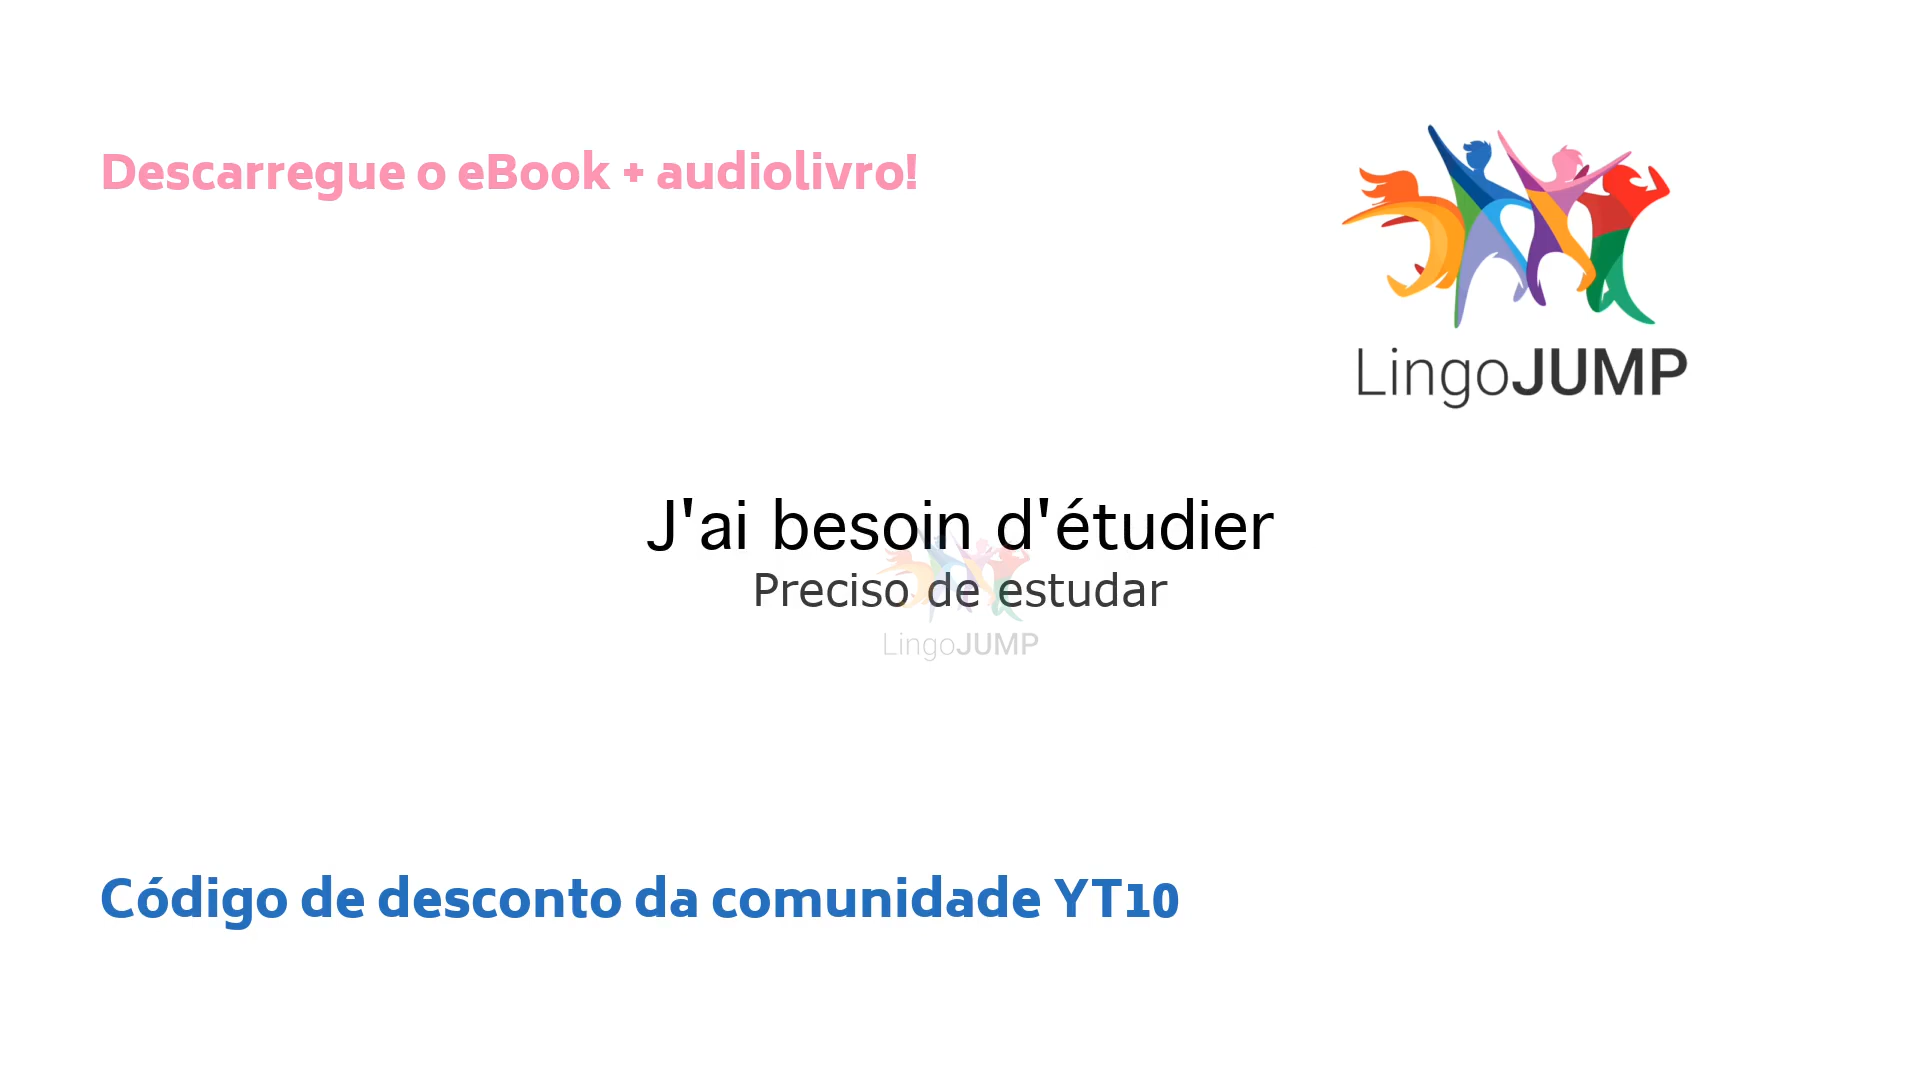 Descarregue o eBook + audiolivro!
LingoJUMP
J'ai besoin d'étudier
Preciso de estudar
LingoJUMP
Código de desconto da comunidade YT10